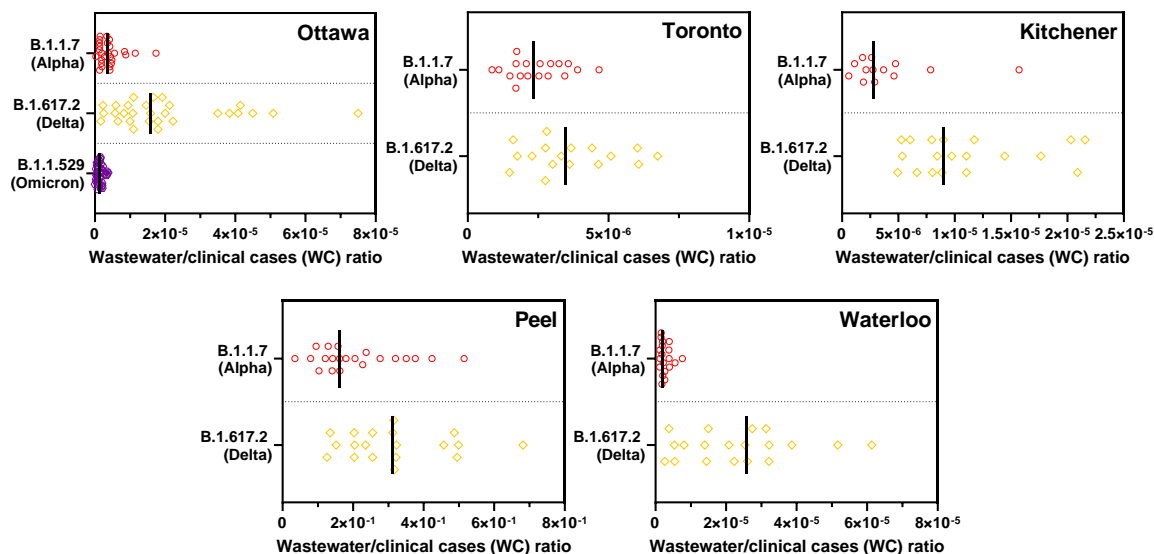 Ottawa
B.1.1.7
(Alpha)
B.1.617.2
(Delta)
B.1.1.529
(Omicron)
0 2×10⁻⁵ 4×10⁻⁵ 6×10⁻⁵ 8×10⁻⁵
Wastewater/clinical cases (WC) ratio
Toronto
B.1.1.7
(Alpha)
B.1.617.2
(Delta)
0 5×10⁻⁶ 1×10⁻⁵
Wastewater/clinical cases (WC) ratio
Kitchener
B.1.1.7
(Alpha)
B.1.617.2
(Delta)
0 5×10⁻⁶ 1×10⁻⁵ 1.5×10⁻⁵ 2×10⁻⁵ 2.5×10⁻⁵
Wastewater/clinical cases (WC) ratio
Peel
B.1.1.7
(Alpha)
B.1.617.2
(Delta)
0 2×10⁻¹ 4×10⁻¹ 6×10⁻¹ 8×10⁻¹
Wastewater/clinical cases (WC) ratio
Waterloo
B.1.1.7
(Alpha)
B.1.617.2
(Delta)
0 2×10⁻⁵ 4×10⁻⁵ 6×10⁻⁵ 8×10⁻⁵
Wastewater/clinical cases (WC) ratio